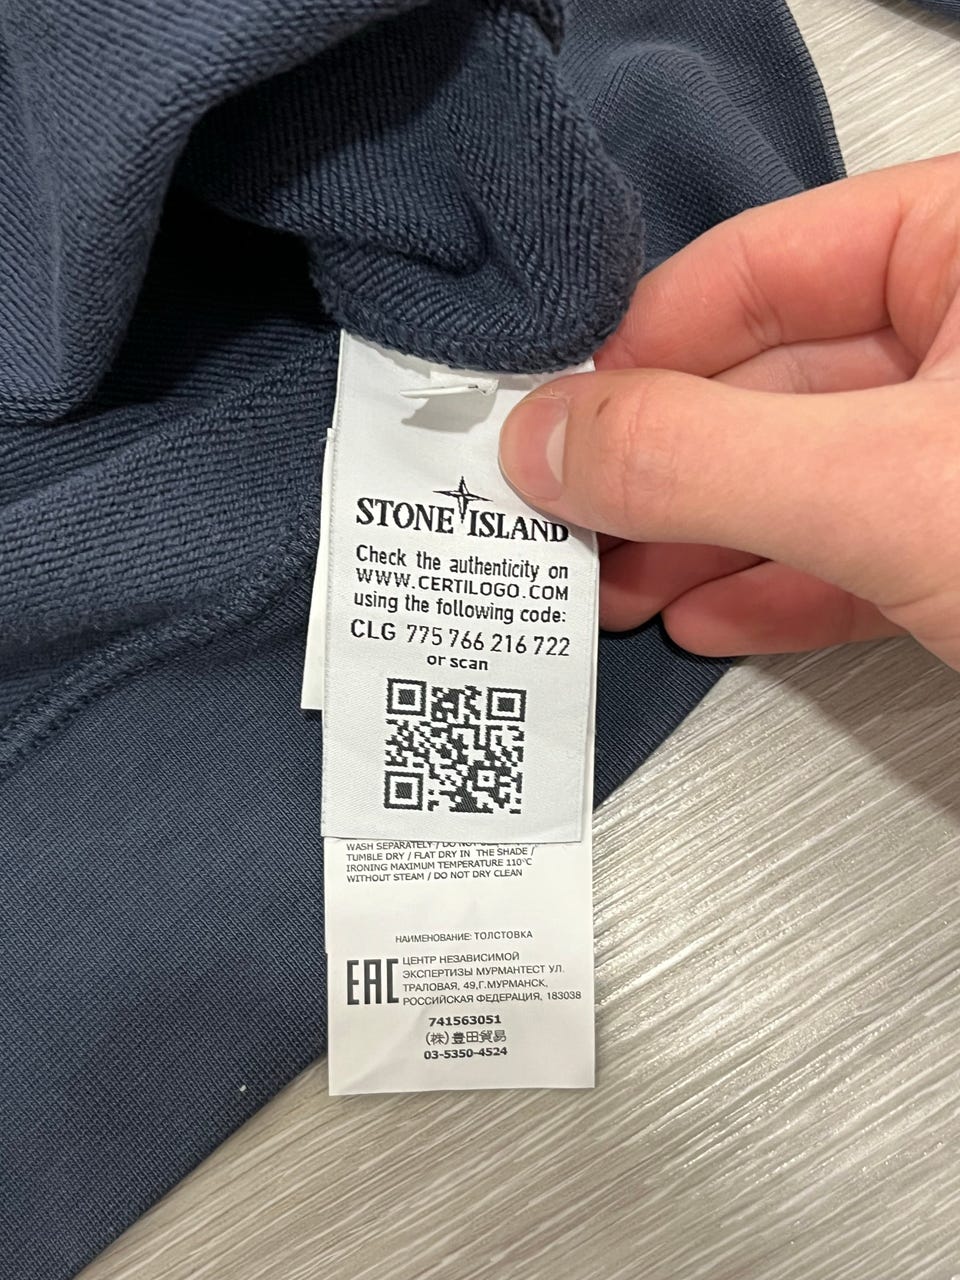 STONE ISLAND
Check the authenticity on
WWW.CERTILOGO.COM
using the following code:
CLG 775 766 216 722
or scan
WASH SEPARATELY / DO NOT
TUMBLE DRY / FLAT DRY IN THE SHADE /
IRONING MAXIMUM TEMPERATURE 110°C
WITHOUT STEAM / DO NOT DRY CLEAN
НАИМЕНОВАНИЕ: ТОЛСТОВКА
EAC
ЦЕНТР НЕЗАВИСИМОЙ
ЭКСПЕРТИЗЫ МУРМАНТЕСТ УЛ.
ТРАЛОВАЯ, 49,Г.МУРМАНСК,
РОССИЙСКАЯ ФЕДЕРАЦИЯ, 183038
741563051
(株)豊田貿易
03-5350-4524